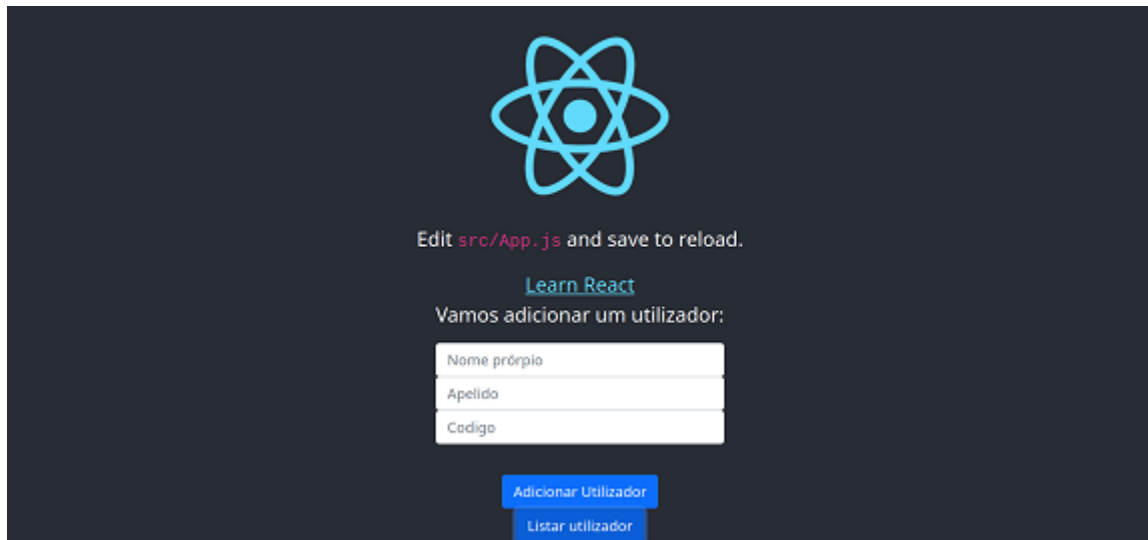 Edit src/App.js and save to reload.
Learn React
Vamos adicionar um utilizador:
Nome prórpio
Apelido
Codigo
Adicionar Utilizador
Listar utilizador